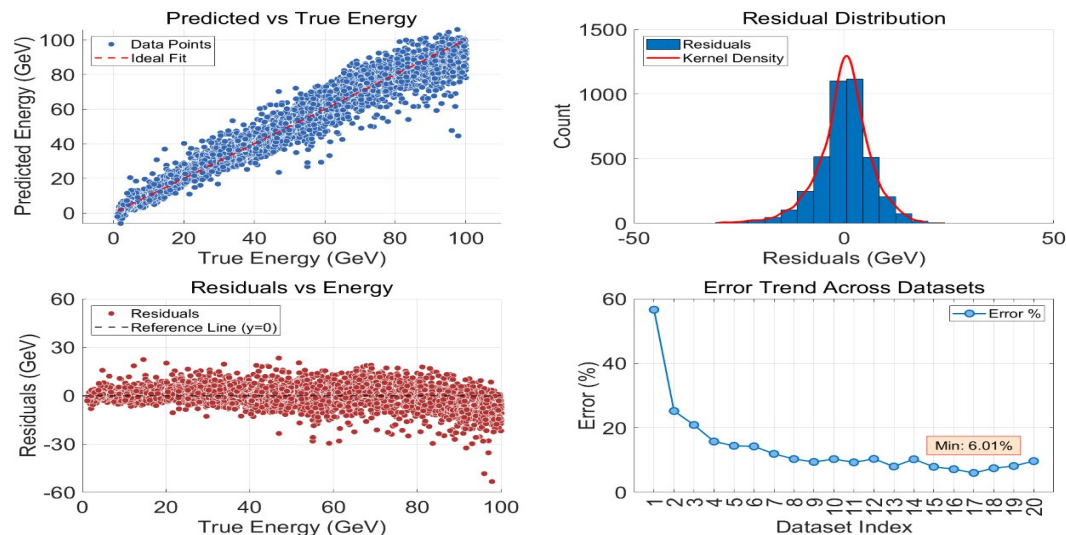 Predicted vs True Energy
Predicted Energy (GeV)
100
80
60
40
20
0
Data Points
Ideal Fit
0 20 40 60 80 100
True Energy (GeV)
Residual Distribution
Count
1500
1000
500
0
Residuals
Kernel Density
-50 0 50
Residuals (GeV)
Residuals vs Energy
Residuals (GeV)
60
30
0
-30
-60
Residuals
Reference Line (y=0)
0 20 40 60 80 100
True Energy (GeV)
Error Trend Across Datasets
Error (%)
60
40
20
0
Error %
Min: 6.01%
1 2 3 4 5 6 7 8 9 10 11 12 13 14 15 16 17 18 19 20
Dataset Index